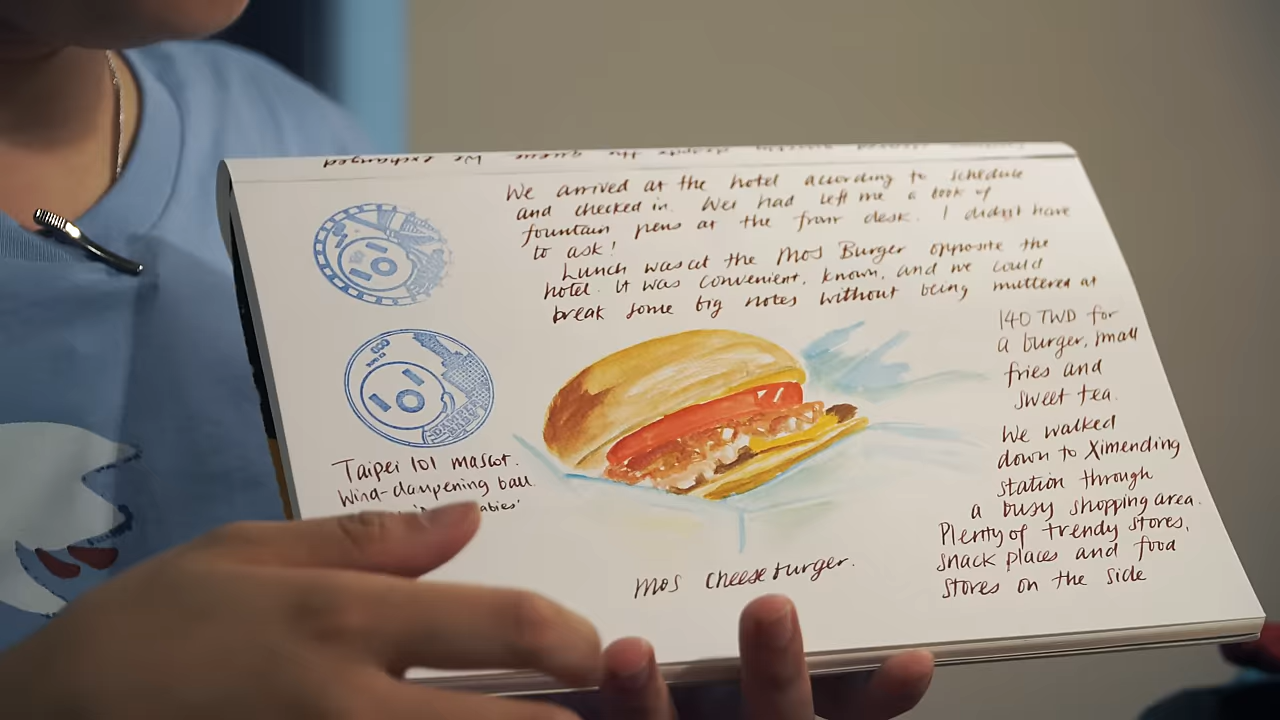 We exchanged
We arrived at the hotel according to schedule
and checked in. Wei had left me a book of
fountain pens at the front desk. I didn't have
to ask!
Lunch was at the Mos Burger opposite the
hotel. It was convenient, known, and we could
break some big notes without being muttered at
140 TWD for
a burger, small
fries and
sweet tea.
We walked
down to Ximending
station through
a busy shopping area.
Plenty of trendy stores,
snack places and food
stores on the side
Taipei 101 mascot.
Wind-dampening ball
Mos cheeseburger.